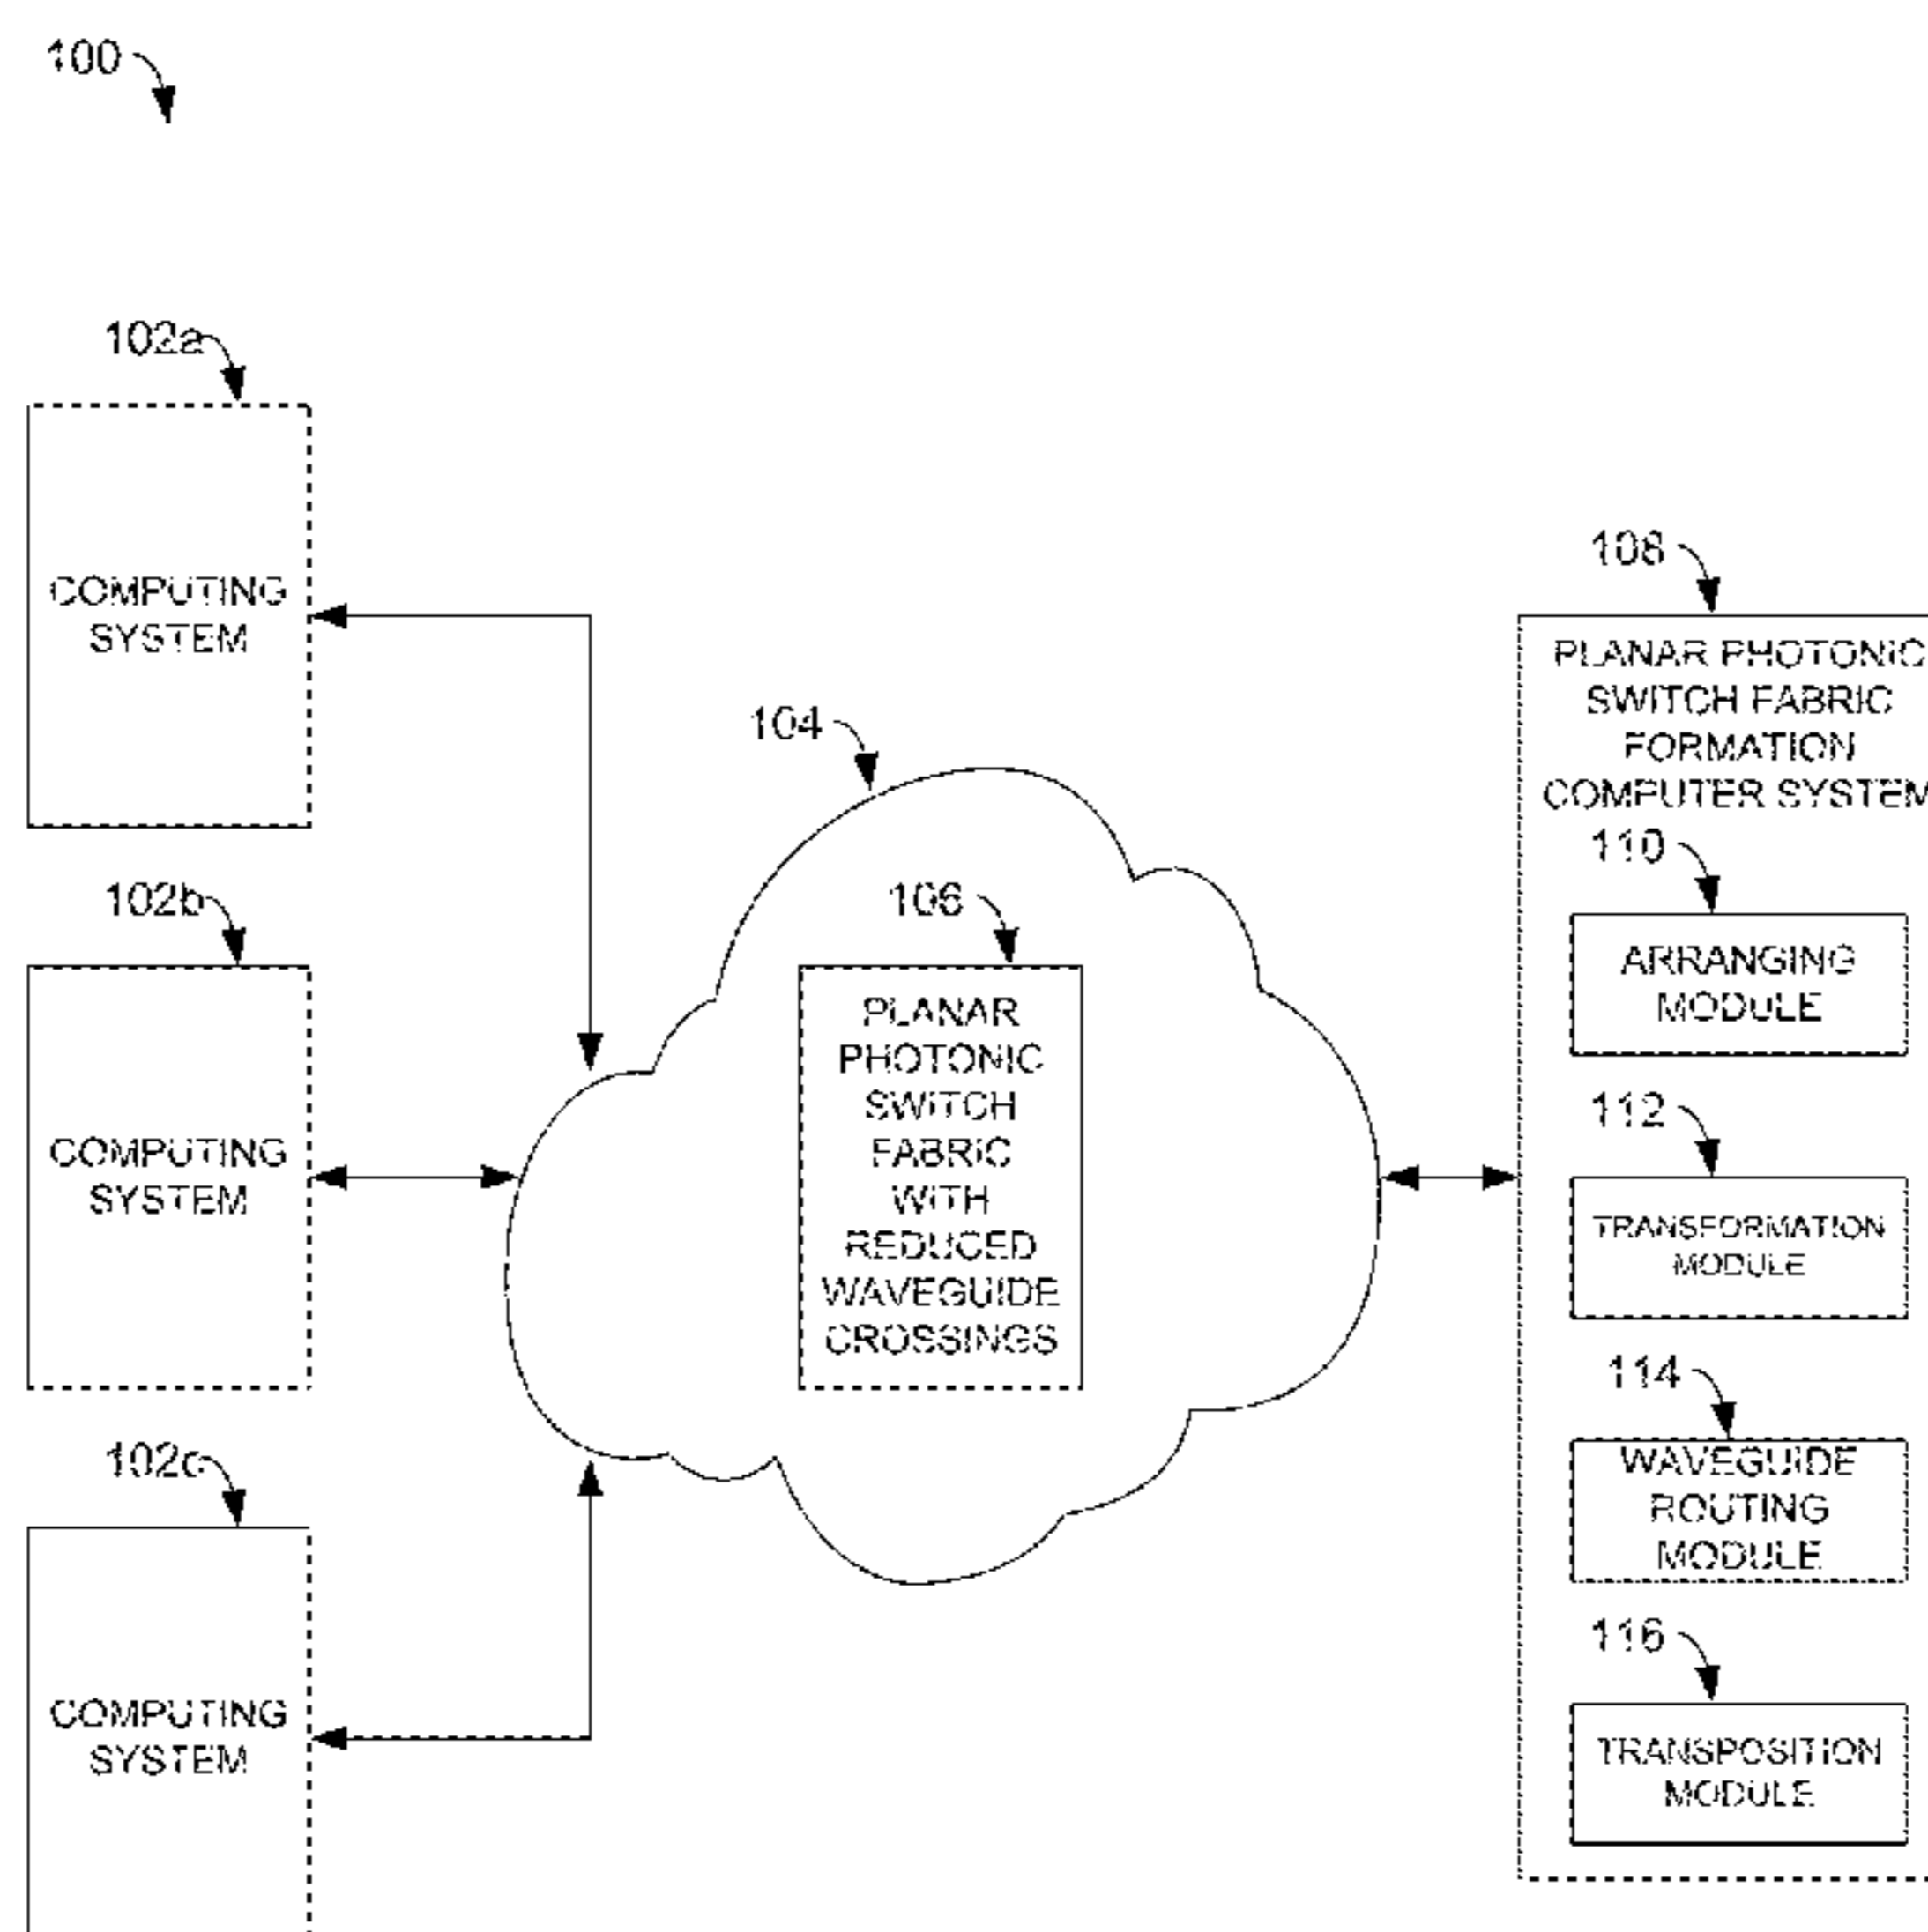 100
102a
COMPUTING
SYSTEM
102b
COMPUTING
SYSTEM
102c
COMPUTING
SYSTEM
104
106
PLANAR
PHOTONIC
SWITCH
FABRIC
WITH
REDUCED
WAVEGUIDE
CROSSINGS
108
PLANAR PHOTONIC
SWITCH FABRIC
FORMATION
COMPUTER SYSTEM
110
ARRANGING
MODULE
112
TRANSFORMATION
MODULE
114
WAVEGUIDE
ROUTING
MODULE
116
TRANSPOSITION
MODULE